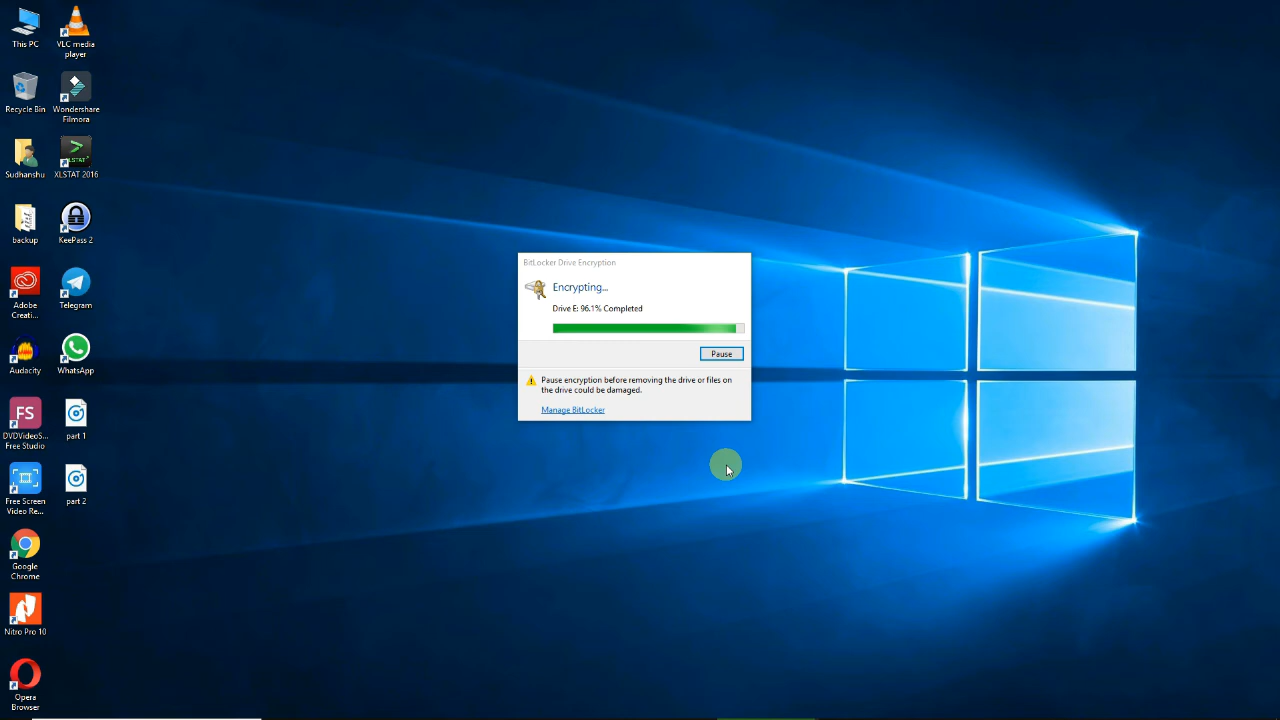 This PC
VLC media
player
Recycle Bin
Wondershare
Filmora
Sudhanshu
XLSTAT
XLSTAT 2016
backup
KeePass 2
Adobe
Creati...
Telegram
Audacity
WhatsApp
FS
DVDVideoS...
Free Studio
part 1
Free Screen
Video Re...
part 2
Google
Chrome
Nitro Pro 10
Opera
Browser
BitLocker Drive Encryption
Encrypting...
Drive E: 96.1% Completed
Pause
Pause encryption before removing the drive or files on
the drive could be damaged.
Manage BitLocker